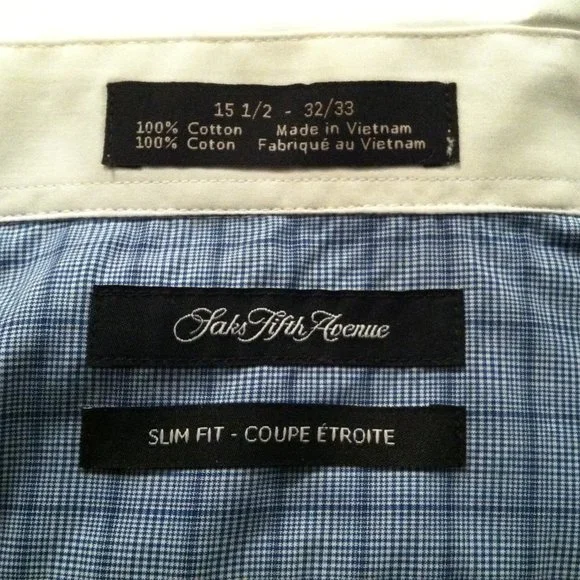 15 1/2 - 32/33
100% Cotton Made in Vietnam
100% Coton Fabriqué au Vietnam
Saks Fifth Avenue
SLIM FIT - COUPE ÉTROITE